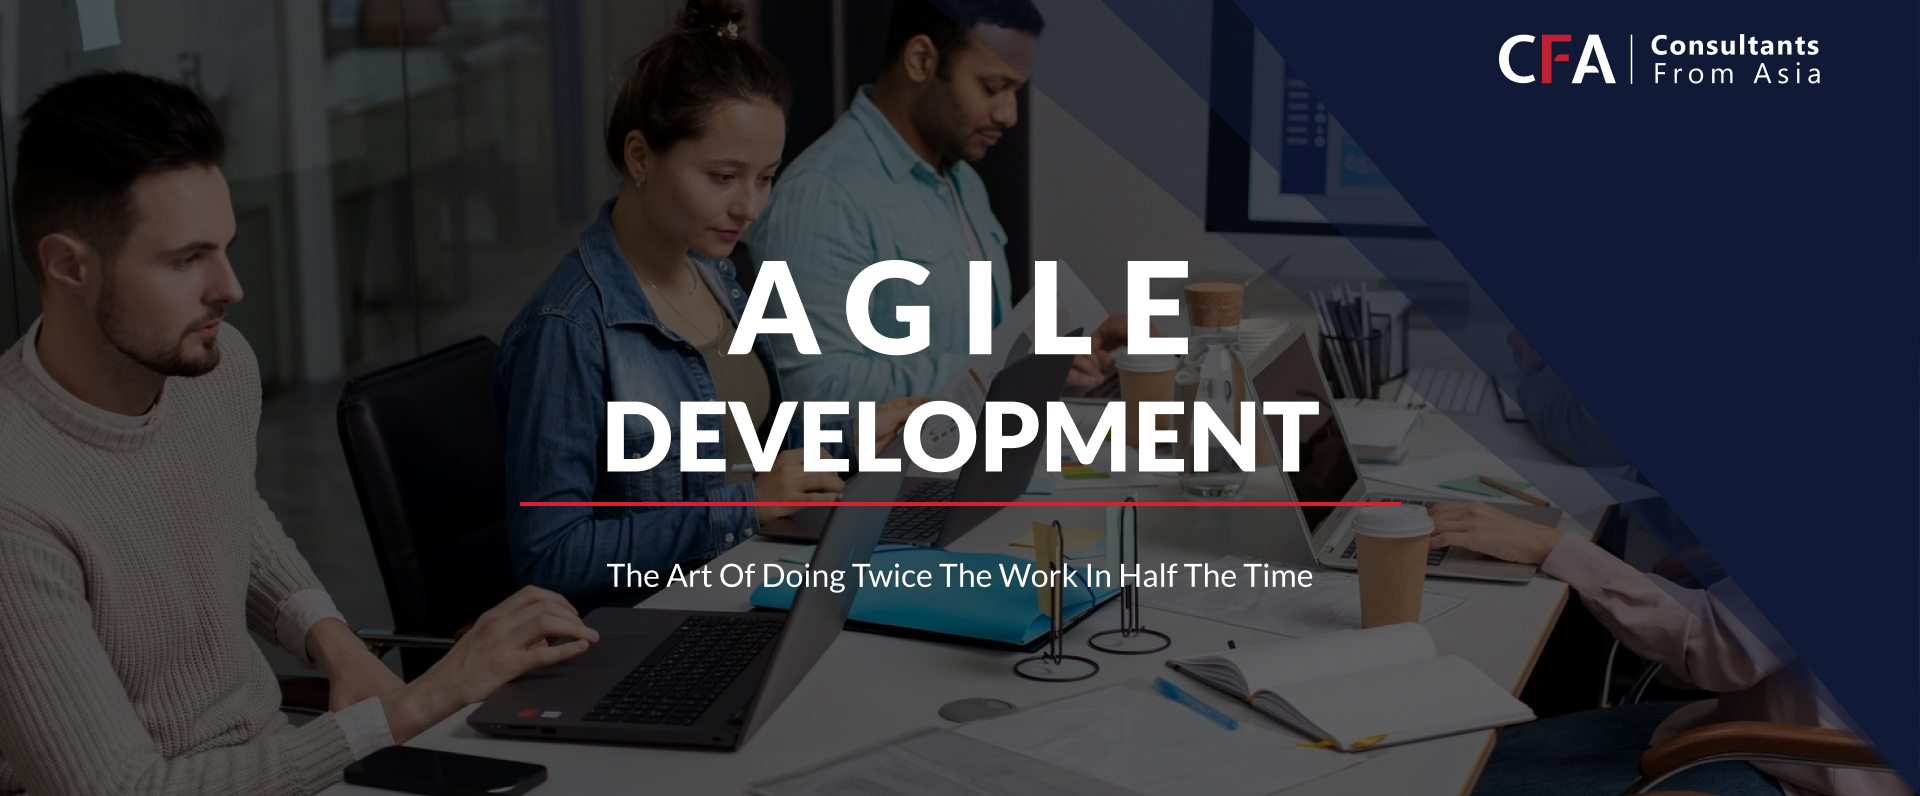 CFA
Consultants
From Asia
AGILE
DEVELOPMENT
The Art Of Doing Twice The Work In Half The Time